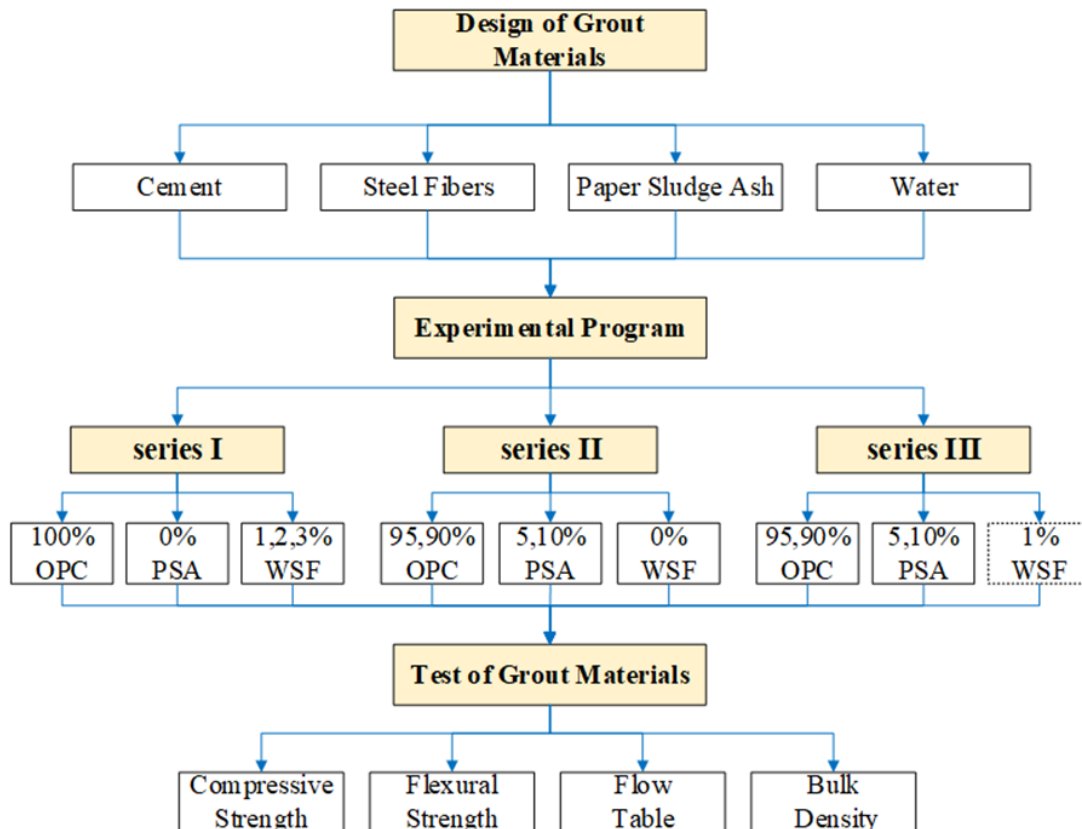 Design of Grout
Materials
Cement
Steel Fibers
Paper Sludge Ash
Water
Experimental Program
series I
series II
series III
100%
OPC
0%
PSA
1,2,3%
WSF
95,90%
OPC
5,10%
PSA
0%
WSF
95,90%
OPC
5,10%
PSA
1%
WSF
Test of Grout Materials
Compressive
Strength
Flexural
Strength
Flow
Table
Bulk
Density